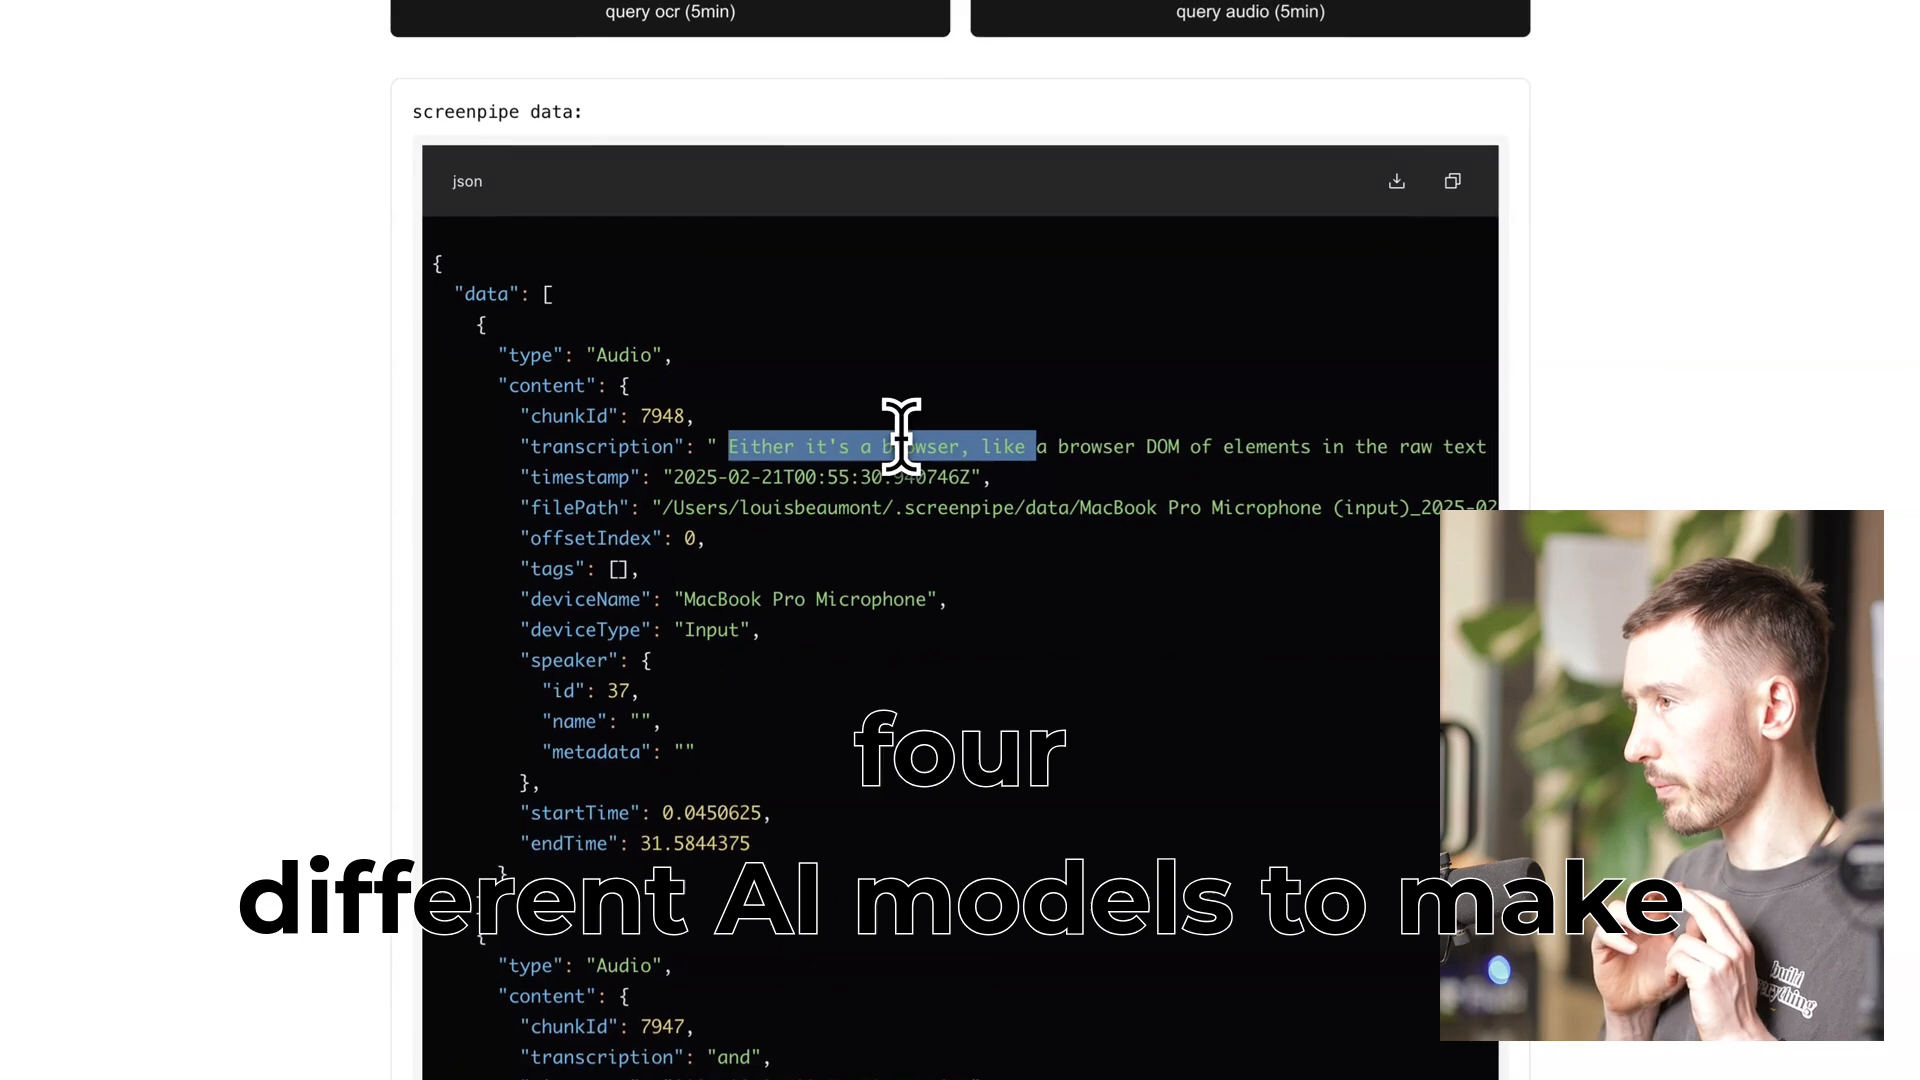 query ocr (5min)
query audio (5min)
screenpipe data:
json
{
"data": [
{
"type": "Audio",
"content": {
"chunkId": 7948,
"transcription": " Either it's a browser, like a browser DOM of elements in the raw text
"timestamp": "2025-02-21T00:55:30.940746Z",
"filePath": "/Users/louisbeaumont/.screenpipe/data/MacBook Pro Microphone (input)_2025-02
"offsetIndex": 0,
"tags": [],
"deviceName": "MacBook Pro Microphone",
"deviceType": "Input",
"speaker": {
"id": 37,
"name": "",
"metadata": ""
},
"startTime": 0.0450625,
"endTime": 31.5844375
}
{
"type": "Audio",
"content": {
"chunkId": 7947,
"transcription": "and",
four
different AI models to make
build
everything